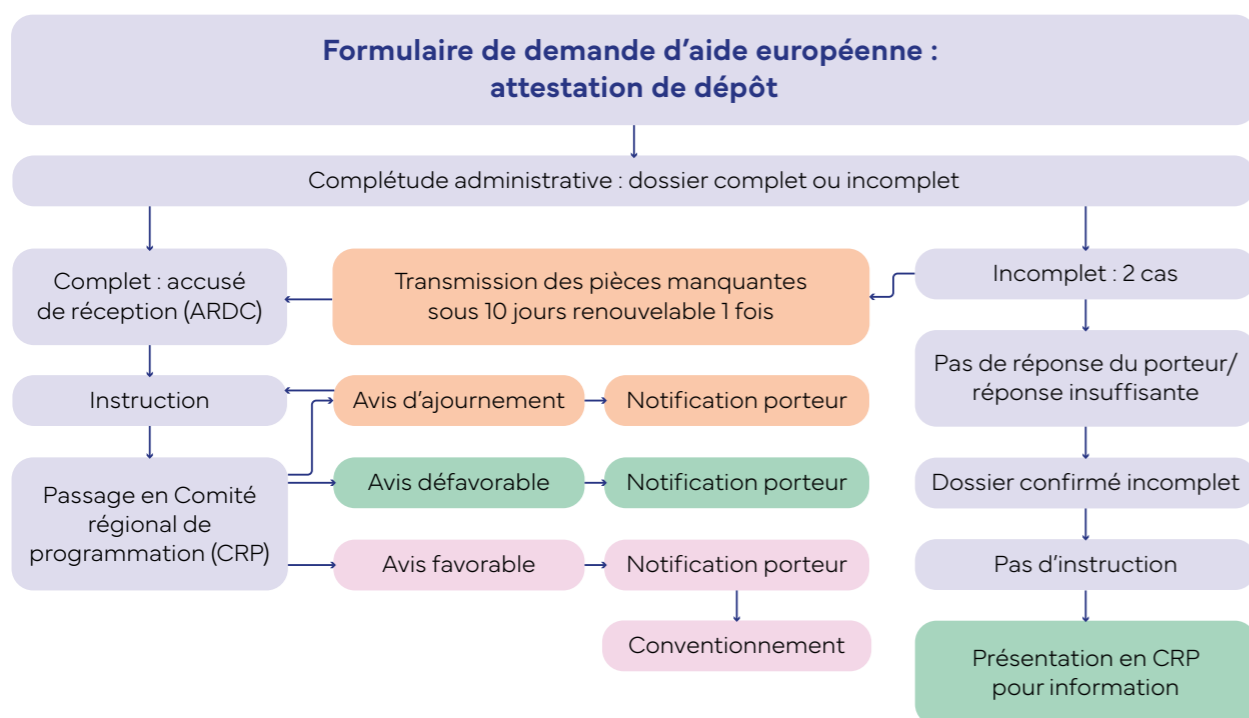 Formulaire de demande d’aide européenne :
attestation de dépôt
Complétude administrative : dossier complet ou incomplet
Complet : accusé
de réception (ARDC)
Transmission des pièces manquantes
sous 10 jours renouvelable 1 fois
Incomplet : 2 cas
Pas de réponse du porteur/
réponse insuffisante
Instruction
Avis d’ajournement
Notification porteur
Passage en Comité
régional de
programmation (CRP)
Avis défavorable
Notification porteur
Dossier confirmé incomplet
Avis favorable
Notification porteur
Pas d’instruction
Conventionnement
Présentation en CRP
pour information